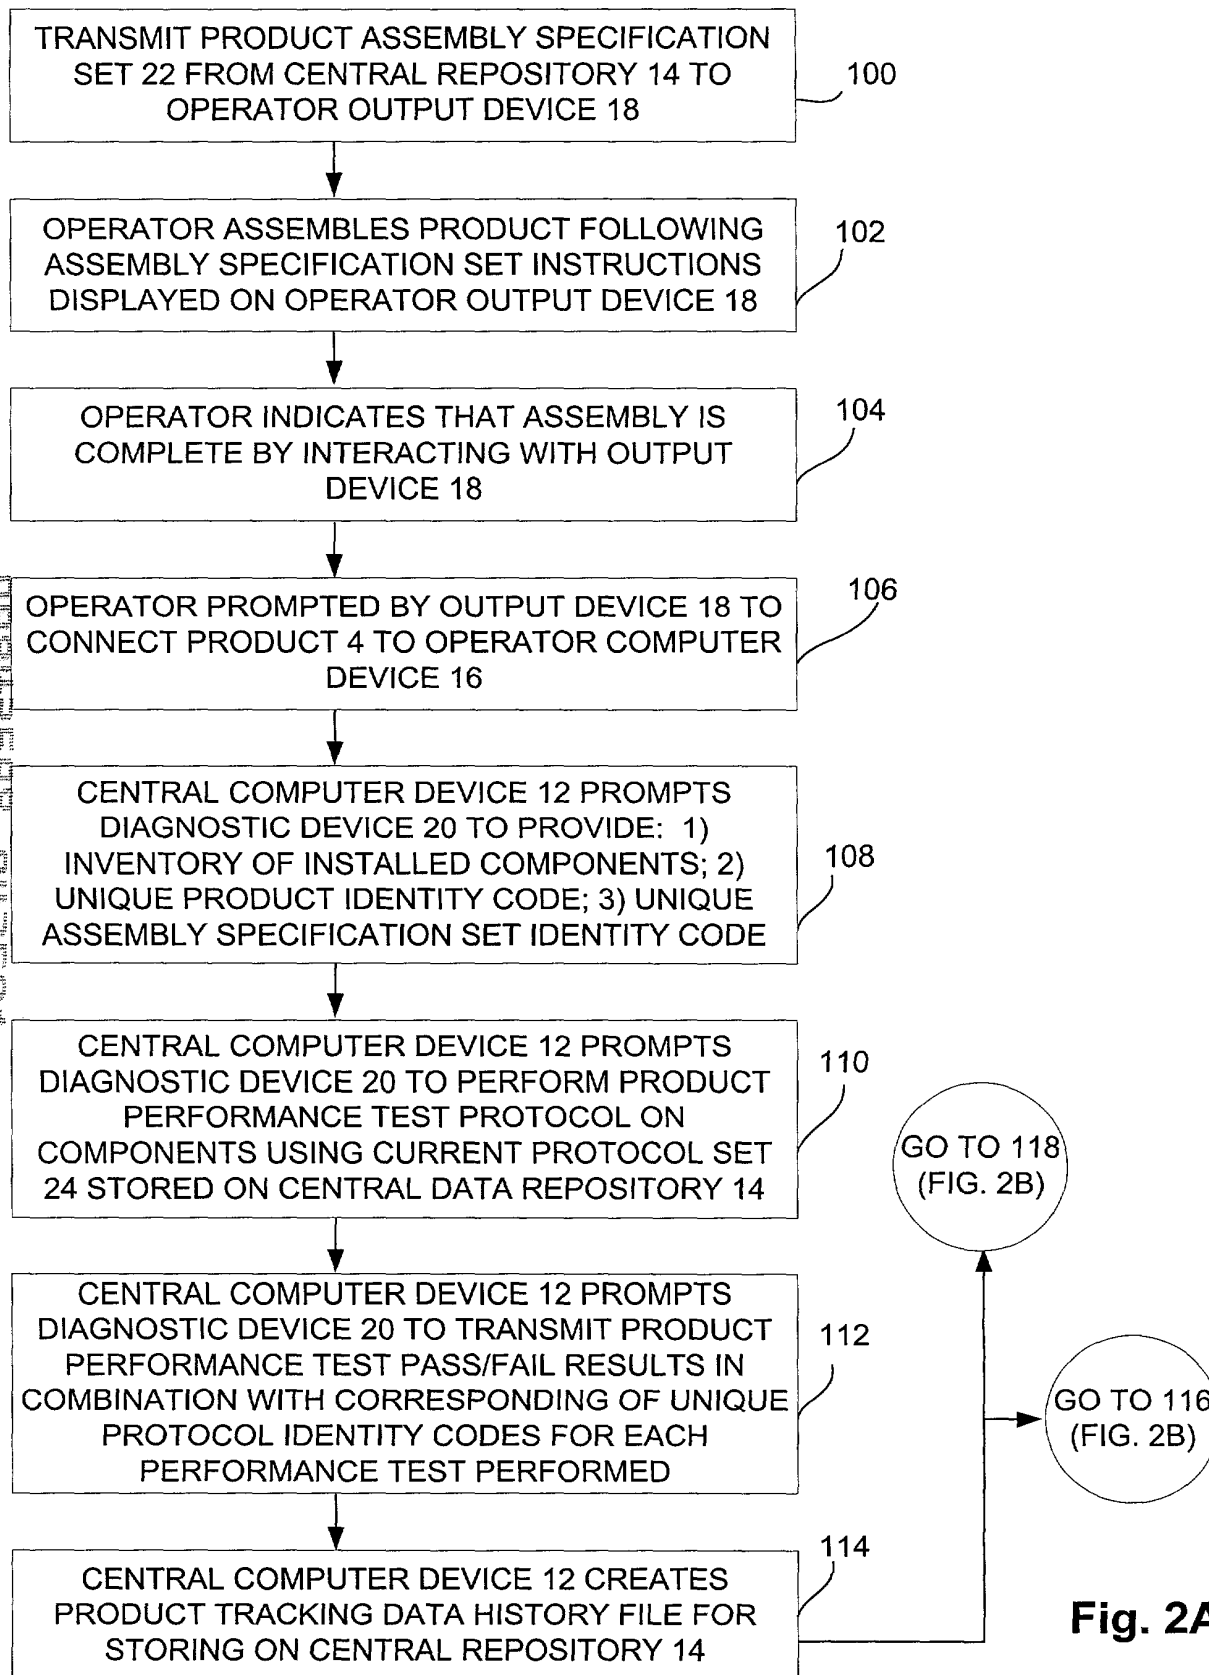 TRANSMIT PRODUCT ASSEMBLY SPECIFICATION
SET 22 FROM CENTRAL REPOSITORY 14 TO
OPERATOR OUTPUT DEVICE 18
100
OPERATOR ASSEMBLES PRODUCT FOLLOWING
ASSEMBLY SPECIFICATION SET INSTRUCTIONS
DISPLAYED ON OPERATOR OUTPUT DEVICE 18
102
OPERATOR INDICATES THAT ASSEMBLY IS
COMPLETE BY INTERACTING WITH OUTPUT
DEVICE 18
104
OPERATOR PROMPTED BY OUTPUT DEVICE 18 TO
CONNECT PRODUCT 4 TO OPERATOR COMPUTER
DEVICE 16
106
CENTRAL COMPUTER DEVICE 12 PROMPTS
DIAGNOSTIC DEVICE 20 TO PROVIDE: 1)
INVENTORY OF INSTALLED COMPONENTS; 2)
UNIQUE PRODUCT IDENTITY CODE; 3) UNIQUE
ASSEMBLY SPECIFICATION SET IDENTITY CODE
108
CENTRAL COMPUTER DEVICE 12 PROMPTS
DIAGNOSTIC DEVICE 20 TO PERFORM PRODUCT
PERFORMANCE TEST PROTOCOL ON
COMPONENTS USING CURRENT PROTOCOL SET
24 STORED ON CENTRAL DATA REPOSITORY 14
110
CENTRAL COMPUTER DEVICE 12 PROMPTS
DIAGNOSTIC DEVICE 20 TO TRANSMIT PRODUCT
PERFORMANCE TEST PASS/FAIL RESULTS IN
COMBINATION WITH CORRESPONDING OF UNIQUE
PROTOCOL IDENTITY CODES FOR EACH
PERFORMANCE TEST PERFORMED
112
CENTRAL COMPUTER DEVICE 12 CREATES
PRODUCT TRACKING DATA HISTORY FILE FOR
STORING ON CENTRAL REPOSITORY 14
114
GO TO 118
(FIG. 2B)
GO TO 116
(FIG. 2B)
Fig. 2A